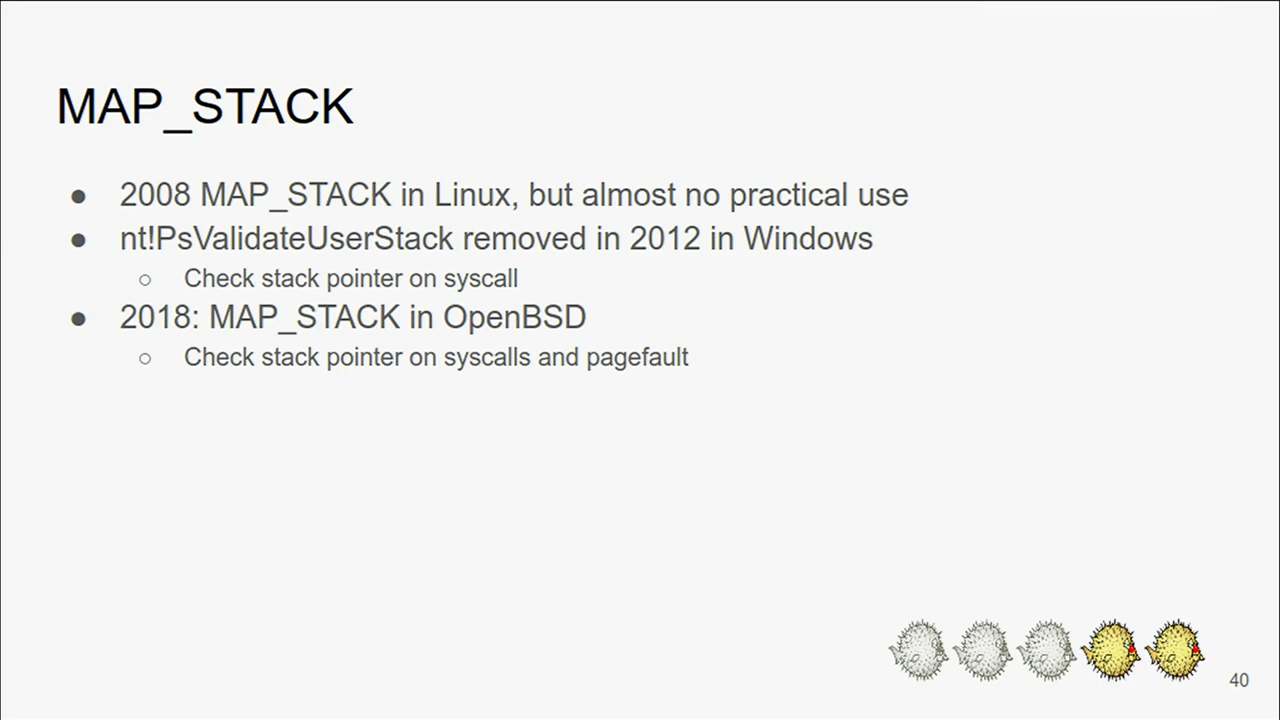 MAP_STACK
● 2008 MAP_STACK in Linux, but almost no practical use
● nt!PsValidateUserStack removed in 2012 in Windows
○ Check stack pointer on syscall
● 2018: MAP_STACK in OpenBSD
○ Check stack pointer on syscalls and pagefault
40